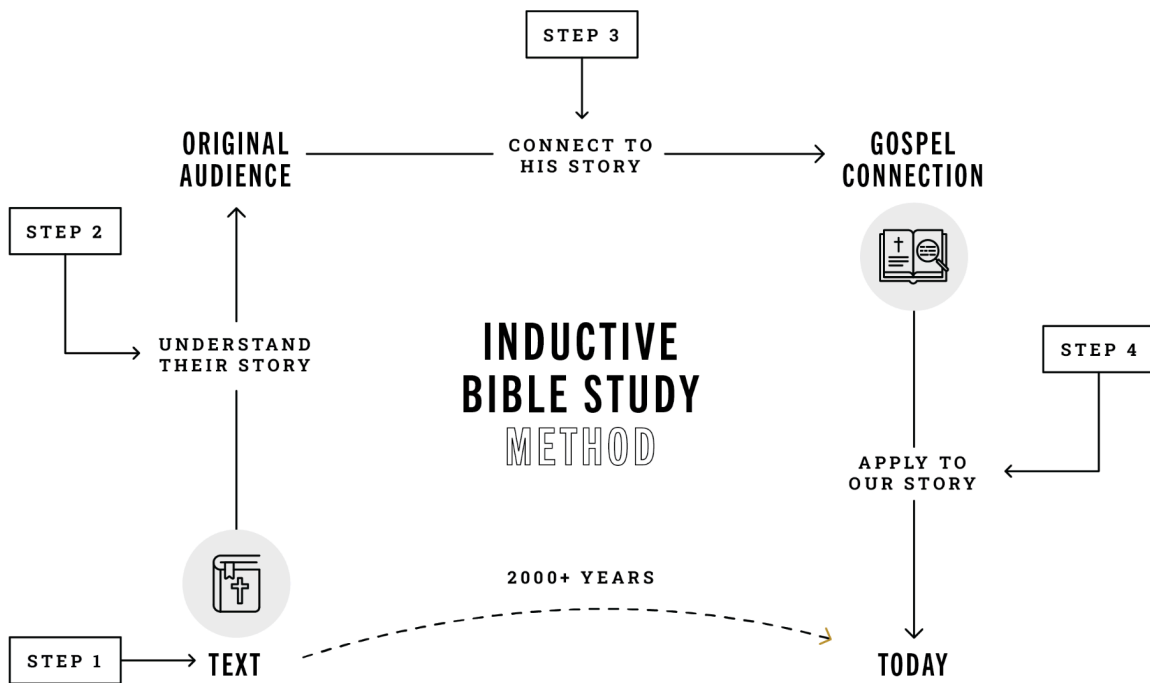 STEP 3
ORIGINAL
AUDIENCE
CONNECT TO
HIS STORY
GOSPEL
CONNECTION
STEP 2
UNDERSTAND
THEIR STORY
INDUCTIVE
BIBLE STUDY
METHOD
STEP 4
APPLY TO
OUR STORY
2000+ YEARS
STEP 1
TEXT
TODAY